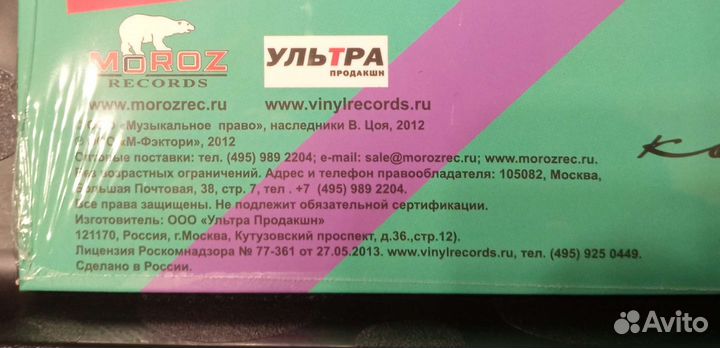 MOROZ
RECORDS
УЛЬТРА
ПРОДАКШН
www.morozrec.ru www.vinylrecords.ru
«Музыкальное право», наследники В. Цоя, 2012
«М-Фэктори», 2012
Оптовые поставки: тел. (495) 989 2204; e-mail: sale@morozrec.ru; www.morozrec.ru.
Без возрастных ограничений. Адрес и телефон правообладателя: 105082, Москва,
Большая Почтовая, 38, стр. 7, тел . +7 (495) 989 2204.
Все права защищены. Не подлежит обязательной сертификации.
Изготовитель: ООО «Ультра Продакшн»
121170, Россия, г.Москва, Кутузовский проспект, д.36.,стр.12).
Лицензия Роскомнадзора № 77-361 от 27.05.2013. www.vinylrecords.ru, тел. (495) 925 0449.
Сделано в России.
Avito